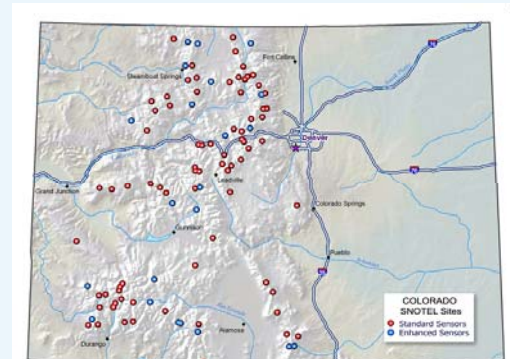 Fort Collins
Steamboat Springs
Denver
Grand Junction
Leadville
Colorado Springs
Gunnison
Pueblo
Alamosa
Durango
COLORADO
SNOTEL Sites
Standard Sensors
Enhanced Sensors